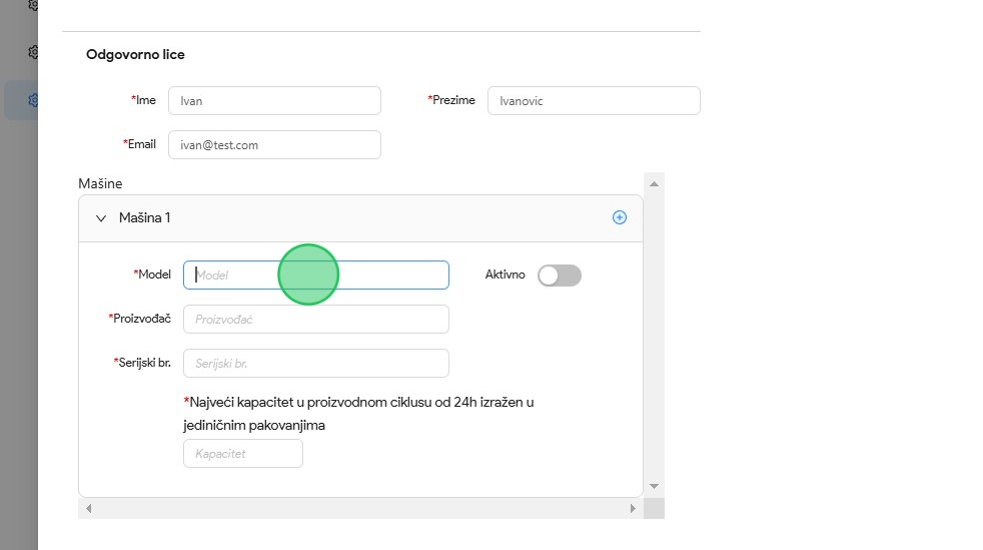 Odgovorno lice
*Ime Ivan *Prezime Ivanovic
*Email ivan@test.com
Mašine
Mašina 1
*Model Model Aktivno
*Proizvođač Proizvođač
*Serijski br. Serijski br.
*Najveći kapacitet u proizvodnom ciklusu od 24h izražen u
jediničnim pakovanjima
Kapacitet